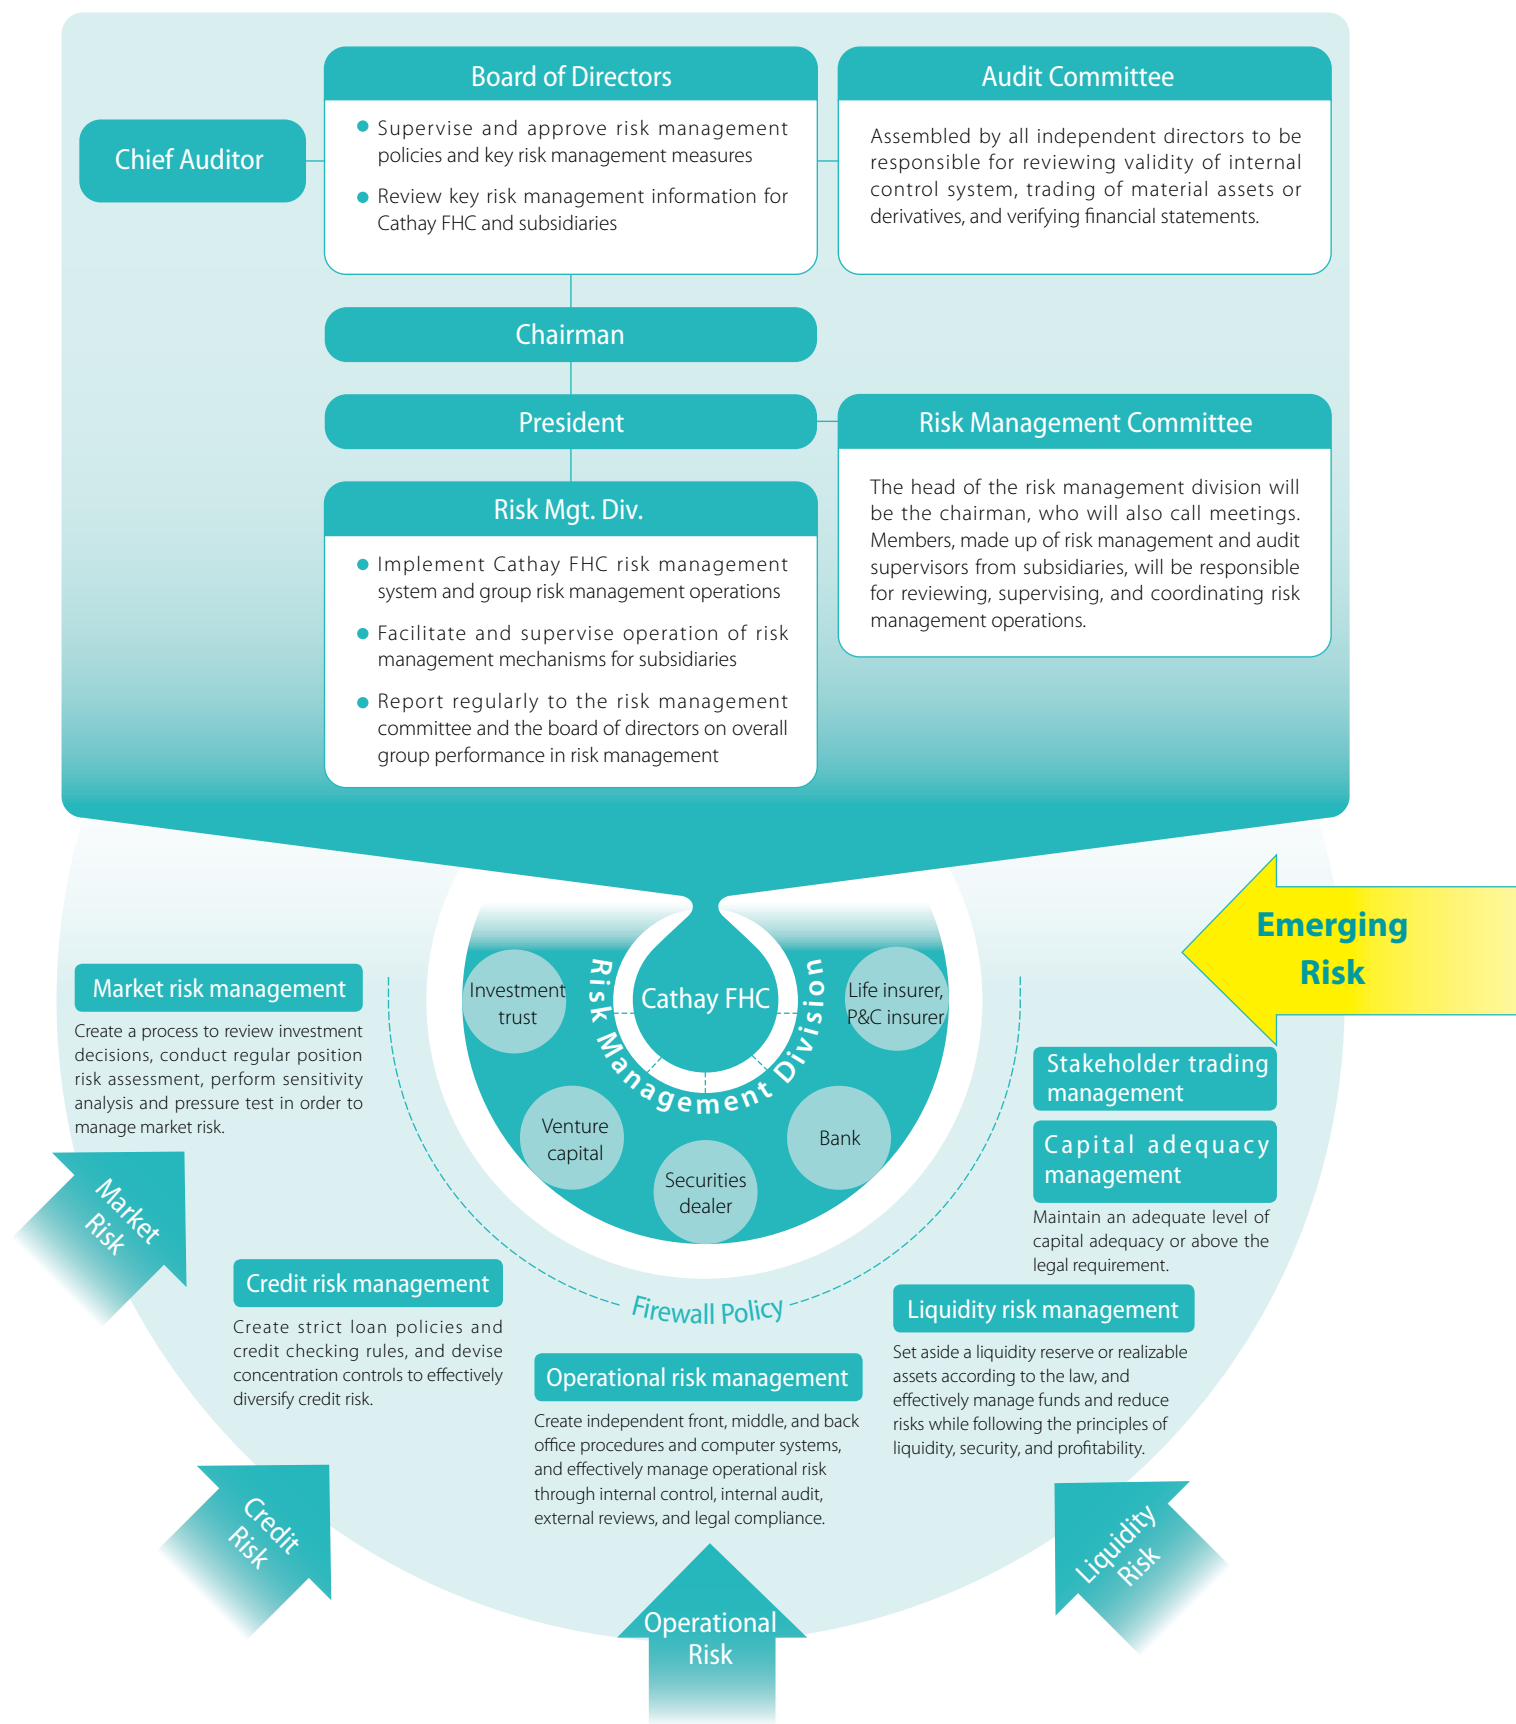 Board of Directors
Supervise and approve risk management
policies and key risk management measures
Review key risk management information for
Cathay FHC and subsidiaries
Audit Committee
Assembled by all independent directors to be
responsible for reviewing validity of internal
control system, trading of material assets or
derivatives, and verifying financial statements.
Chief Auditor
Chairman
President
Risk Management Committee
The head of the risk management division will
be the chairman, who will also call meetings.
Members, made up of risk management and audit
supervisors from subsidiaries, will be responsible
for reviewing, supervising, and coordinating risk
management operations.
Risk Mgt. Div.
Implement Cathay FHC risk management
system and group risk management operations
Facilitate and supervise operation of risk
management mechanisms for subsidiaries
Report regularly to the risk management
committee and the board of directors on overall
group performance in risk management
Emerging
Risk
Cathay FHC
Risk Management Division
Investment
trust
Venture
capital
Securities
dealer
Bank
Life insurer,
P&C insurer
Firewall Policy
Market risk management
Create a process to review investment
decisions, conduct regular position
risk assessment, perform sensitivity
analysis and pressure test in order to
manage market risk.
Market
Risk
Credit risk management
Create strict loan policies and
credit checking rules, and devise
concentration controls to effectively
diversify credit risk.
Credit
Risk
Operational risk management
Create independent front, middle, and back
office procedures and computer systems,
and effectively manage operational risk
through internal control, internal audit,
external reviews, and legal compliance.
Operational
Risk
Stakeholder trading
management
Capital adequacy
management
Maintain an adequate level of
capital adequacy or above the
legal requirement.
Liquidity risk management
Set aside a liquidity reserve or realizable
assets according to the law, and
effectively manage funds and reduce
risks while following the principles of
liquidity, security, and profitability.
Liquidity
Risk